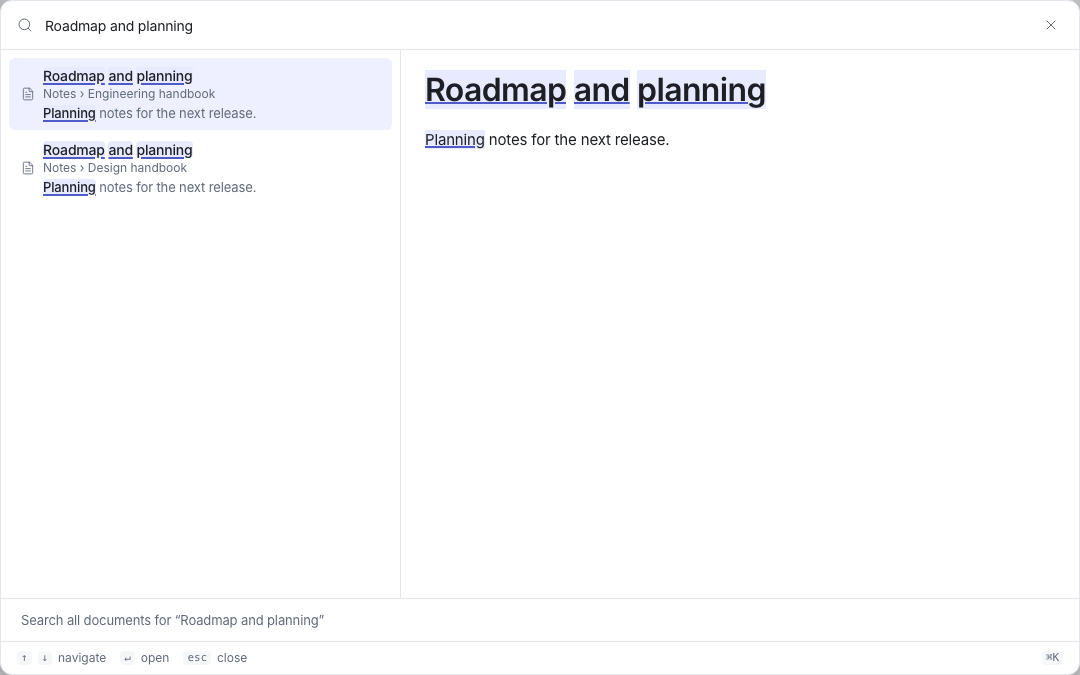 Roadmap and planning
Roadmap and planning
Notes › Engineering handbook
Planning notes for the next release.
Roadmap and planning
Notes › Design handbook
Planning notes for the next release.
Roadmap and planning
Planning notes for the next release.
Search all documents for “Roadmap and planning”
↑ ↓ navigate ↵ open esc close ⌘K